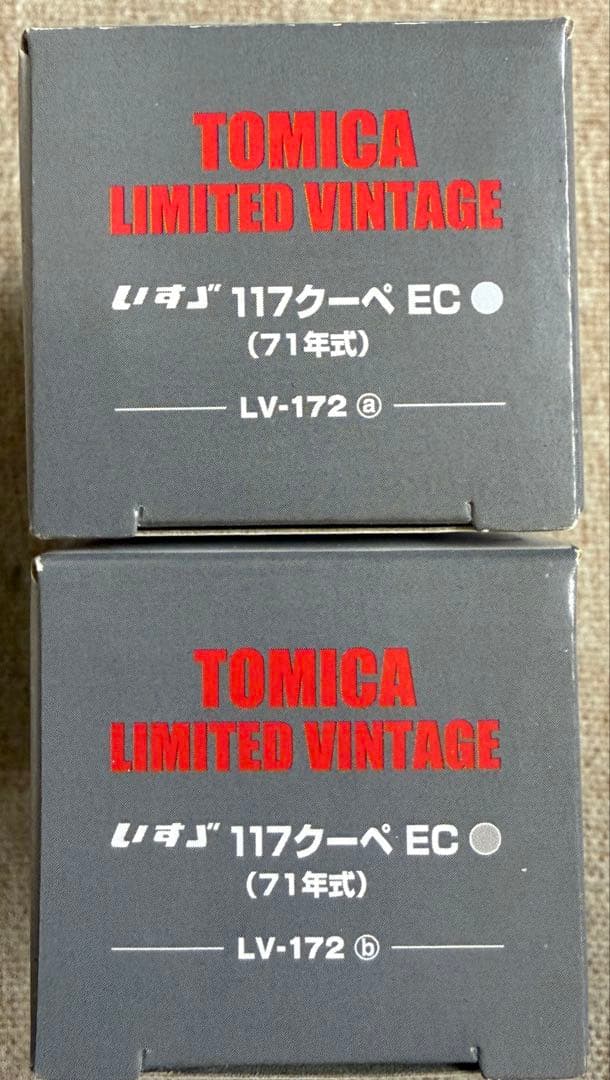 TOMICA
LIMITED VINTAGE
いすゞ 117クーペ EC
(71年式)
LV-172 ⓐ
TOMICA
LIMITED VINTAGE
いすゞ 117クーペ EC
(71年式)
LV-172 ⓑ